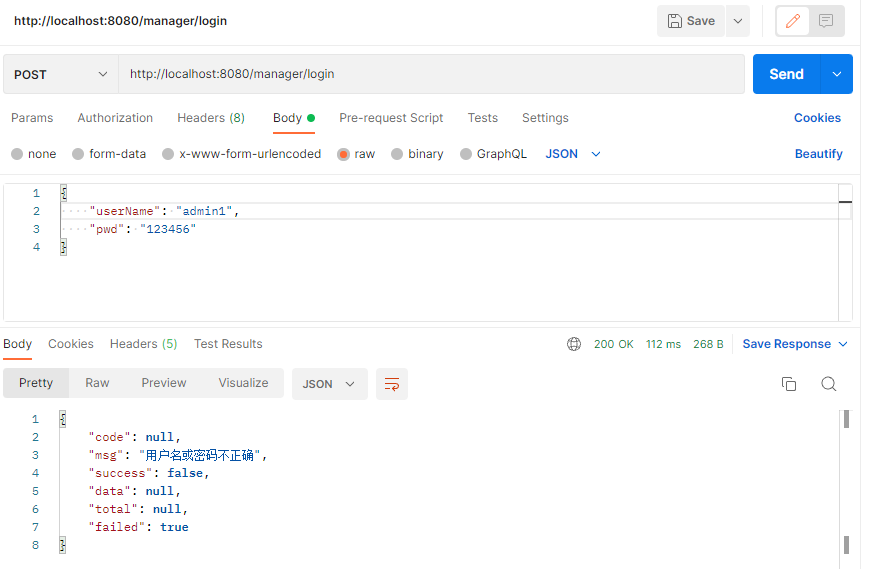 http://localhost:8080/manager/login Save
POST http://localhost:8080/manager/login Send
Params Authorization Headers (8) Body Pre-request Script Tests Settings Cookies
none form-data x-www-form-urlencoded raw binary GraphQL JSON Beautify
1 {
2 "userName": "admin1",
3 "pwd": "123456"
4 }
Body Cookies Headers (5) Test Results 200 OK 112 ms 268 B Save Response
Pretty Raw Preview Visualize JSON
1 {
2 "code": null,
3 "msg": "用户名或密码不正确",
4 "success": false,
5 "data": null,
6 "total": null,
7 "failed": true
8 }